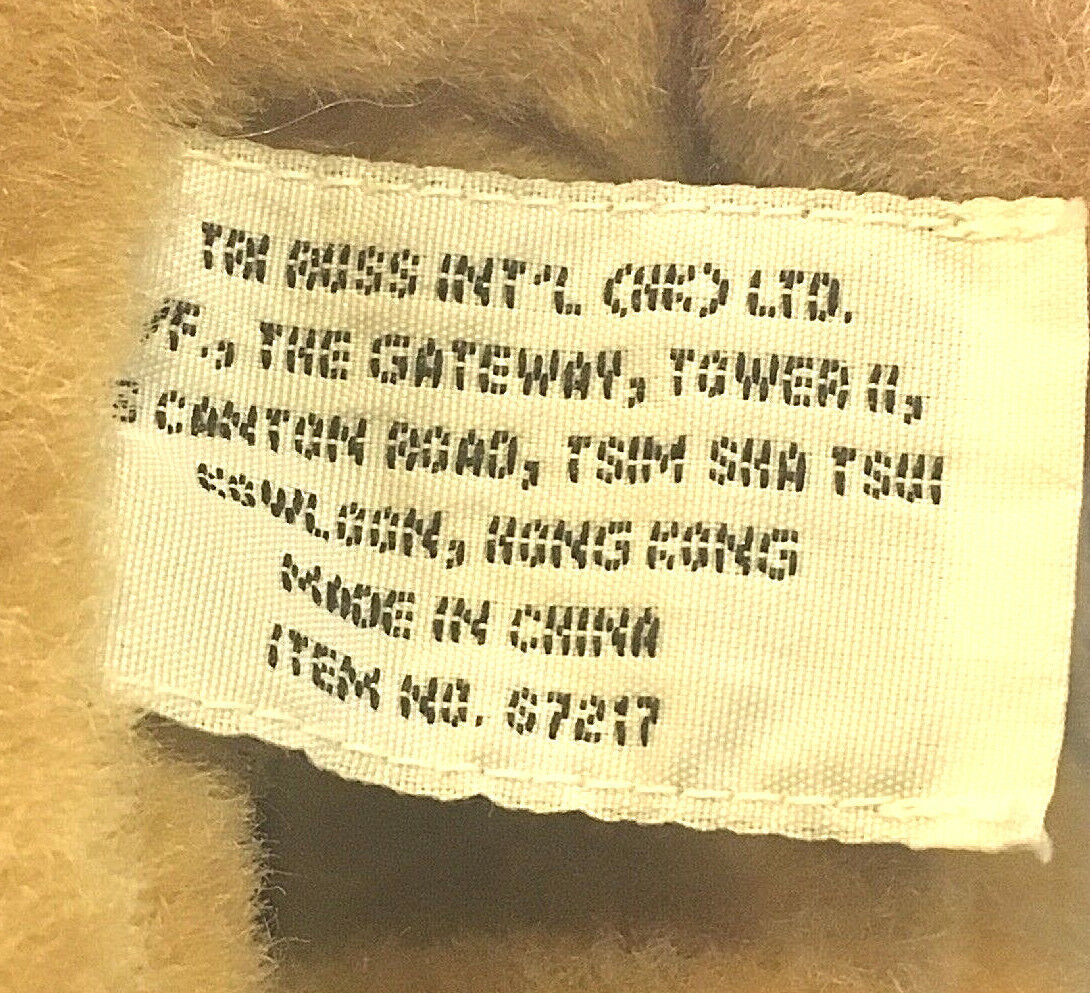 TRI RUSS INT'L (HK) LTD.
/F., THE GATEWAY, TOWER II,
CANTON ROAD, TSIM SHA TSUI
KOWLOON, HONG KONG
MADE IN CHINA
ITEM NO. 67217